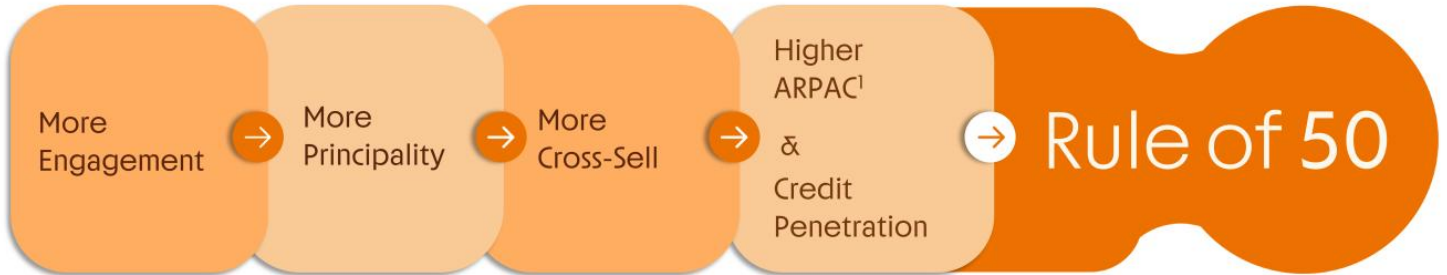 More
Engagement
More
Principality
More
Cross-Sell
Higher
ARPAC¹
&
Credit
Penetration
Rule of 50